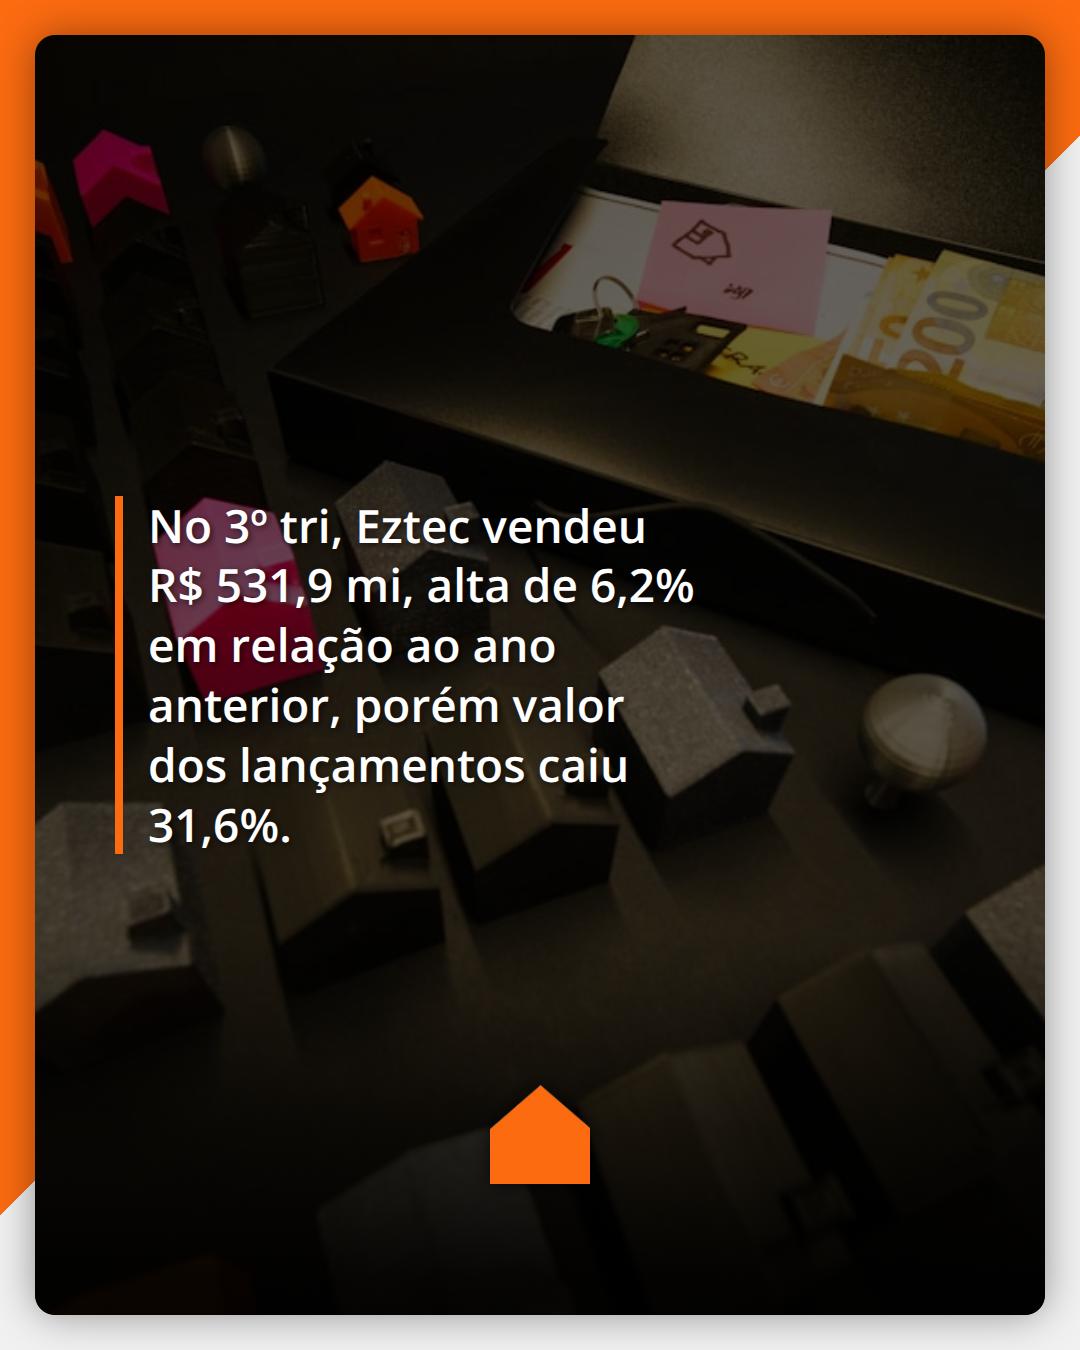 200
No 3º tri, Eztec vendeu
R$ 531,9 mi, alta de 6,2%
em relação ao ano
anterior, porém valor
dos lançamentos caiu
31,6%.